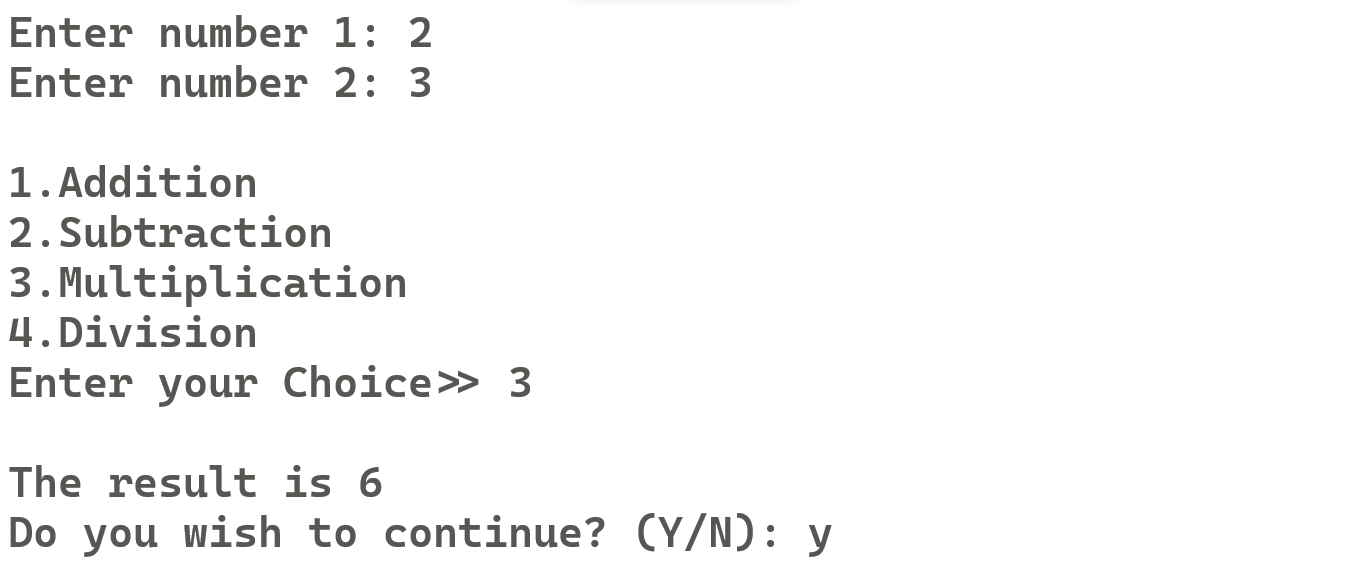 Enter number 1: 2
Enter number 2: 3
1.Addition
2.Subtraction
3.Multiplication
4.Division
Enter your Choice>> 3
The result is 6
Do you wish to continue? (Y/N): y